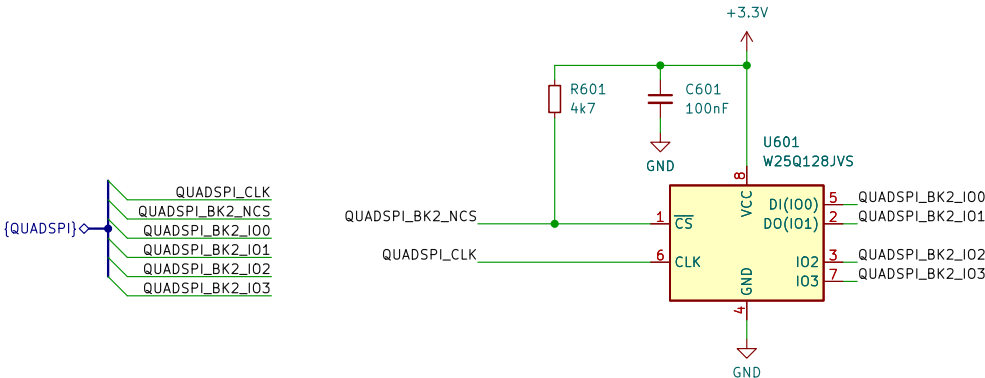 +3.3V
R601
4k7
C601
100nF
GND
U601
W25Q128JVS
8
VCC
QUADSPI_CLK
QUADSPI_BK2_NCS
QUADSPI_BK2_IO0
QUADSPI_BK2_IO1
QUADSPI_BK2_IO2
QUADSPI_BK2_IO3
{QUADSPI}
QUADSPI_BK2_NCS
1
CS
QUADSPI_CLK
6
CLK
DI(IO0)
5
QUADSPI_BK2_IO0
DO(IO1)
2
QUADSPI_BK2_IO1
IO2
3
QUADSPI_BK2_IO2
IO3
7
QUADSPI_BK2_IO3
GND
4
GND